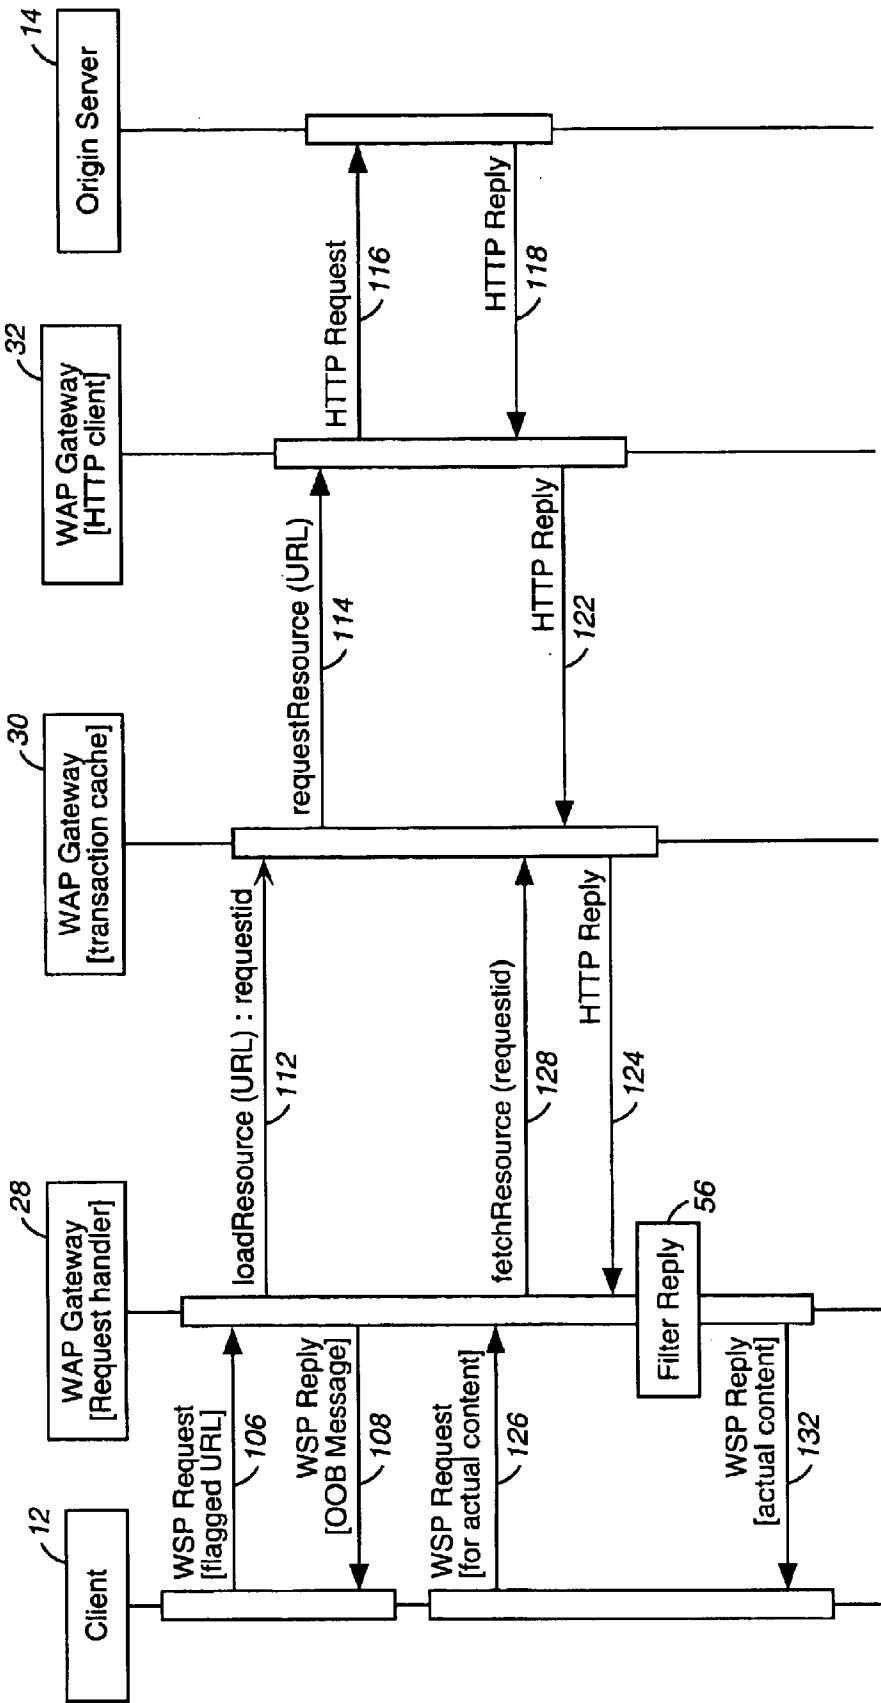 Client
12
WAP Gateway
[Request handler]
28
WAP Gateway
[transaction cache]
30
WAP Gateway
[HTTP client]
32
Origin Server
14
WSP Request
[flagged URL]
106
loadResource (URL) : requestid
112
requestResource (URL)
114
HTTP Request
116
WSP Reply
[OOB Message]
108
WSP Request
[for actual content]
126
fetchResource (requestid)
128
HTTP Reply
118
HTTP Reply
122
HTTP Reply
124
Filter Reply
56
WSP Reply
[actual content]
132